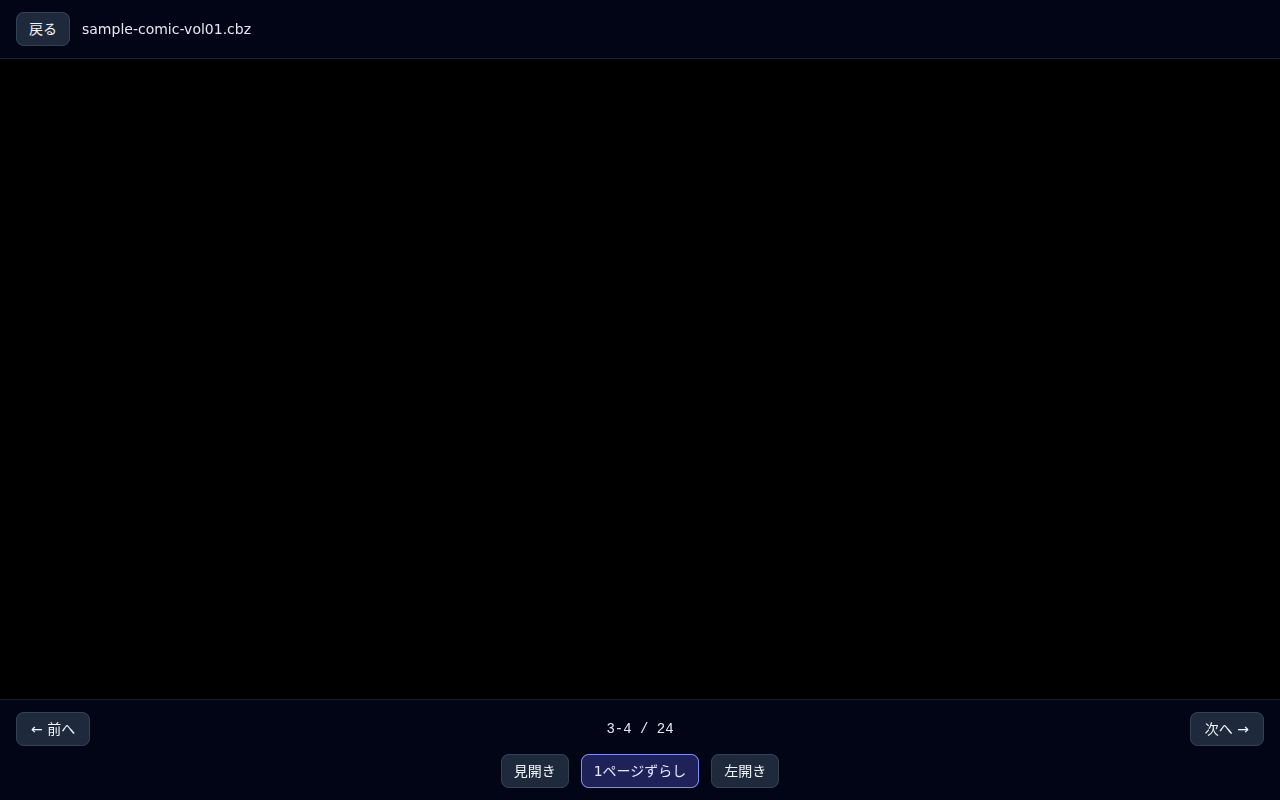 戻る sample-comic-vol01.cbz
← 前へ 3-4 / 24 次へ →
見開き 1ページずらし 左開き